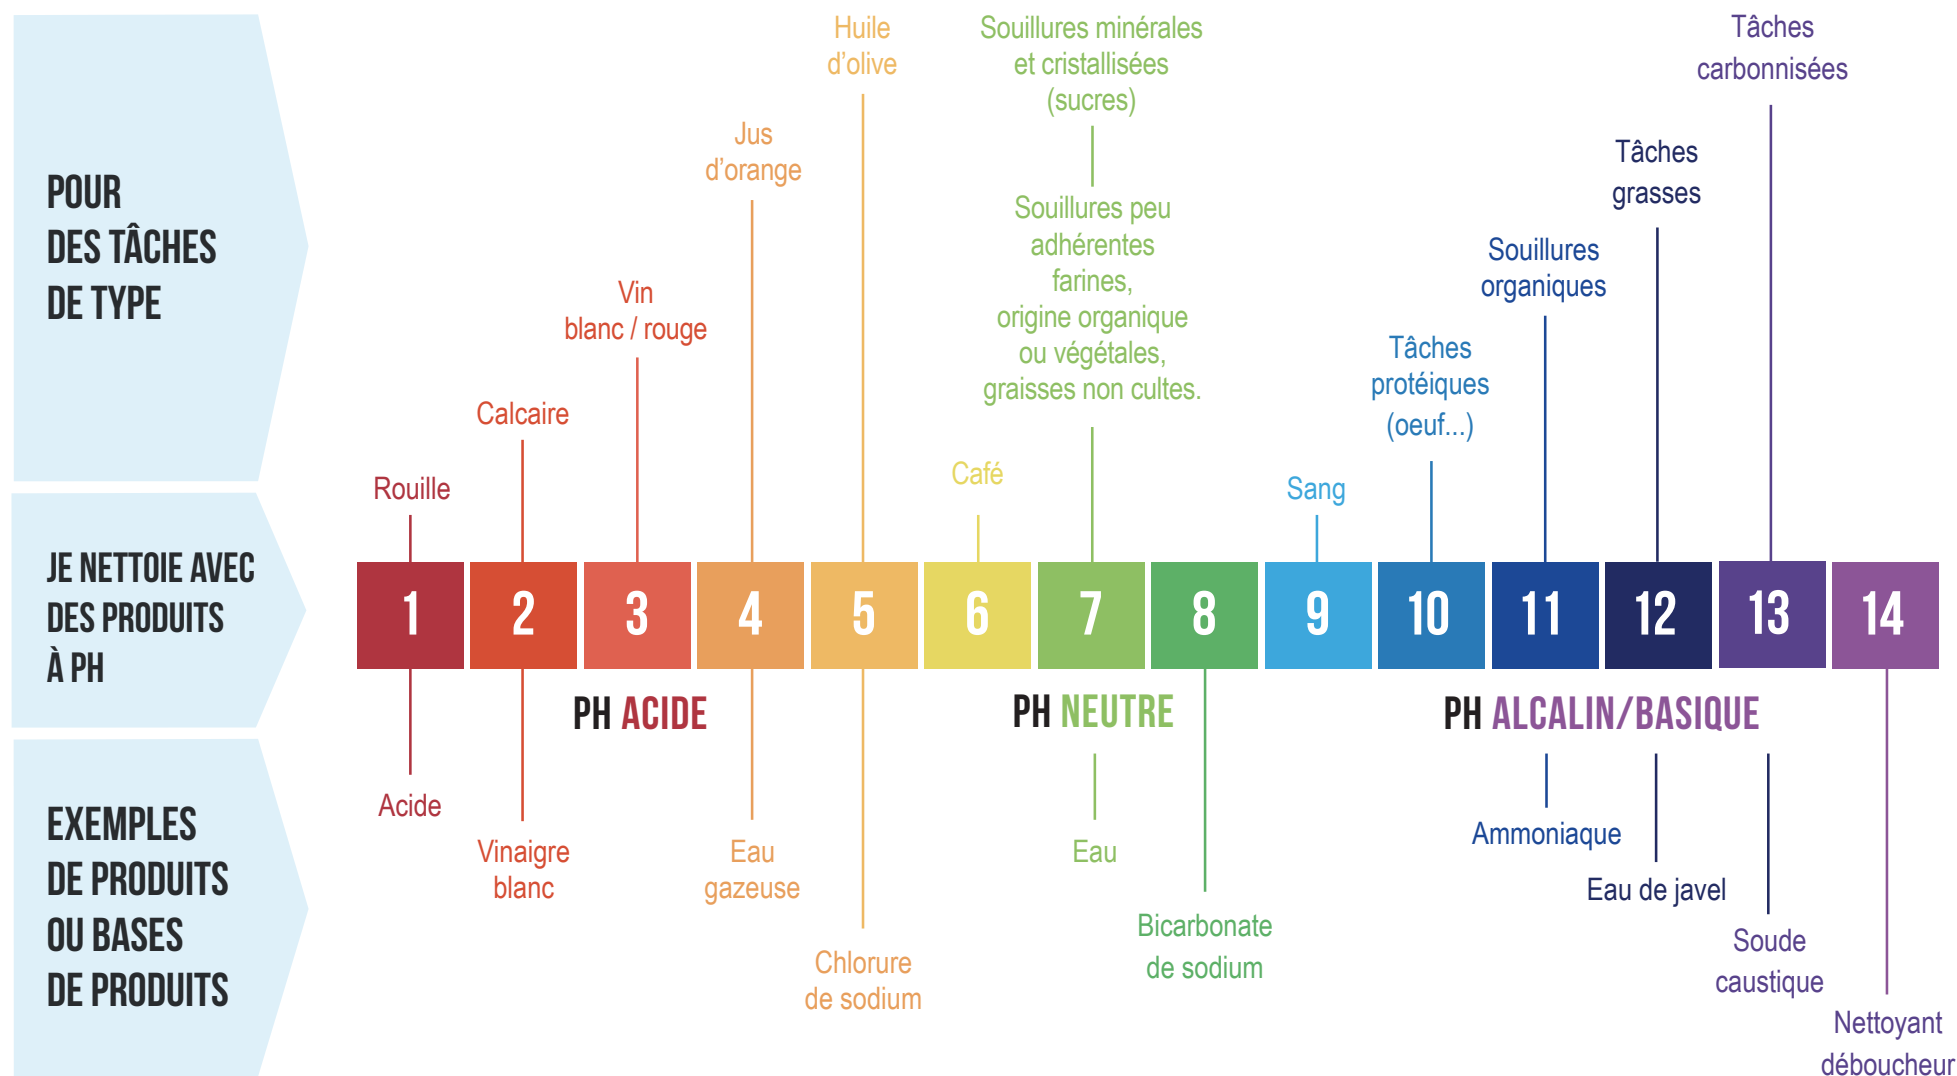 POUR
DES TÂCHES
DE TYPE
Rouille
Calcaire
Vin
blanc / rouge
Jus
d’orange
Huile
d’olive
Café
Souillures minérales
et cristallisées
(sucres)
Souillures peu
adhérentes
farines,
origine organique
ou végétales,
graisses non cultes.
Sang
Tâches
protéiques
(oeuf...)
Souillures
organiques
Tâches
grasses
Tâches
carbonnisées
JE NETTOIE AVEC
DES PRODUITS
À PH
1 2 3 4 5 6 7 8 9 10 11 12 13 14
PH ACIDE
PH NEUTRE
PH ALCALIN/BASIQUE
EXEMPLES
DE PRODUITS
OU BASES
DE PRODUITS
Acide
Vinaigre
blanc
Eau
gazeuse
Chlorure
de sodium
Eau
Bicarbonate
de sodium
Ammoniaque
Eau de javel
Soude
caustique
Nettoyant
déboucheur